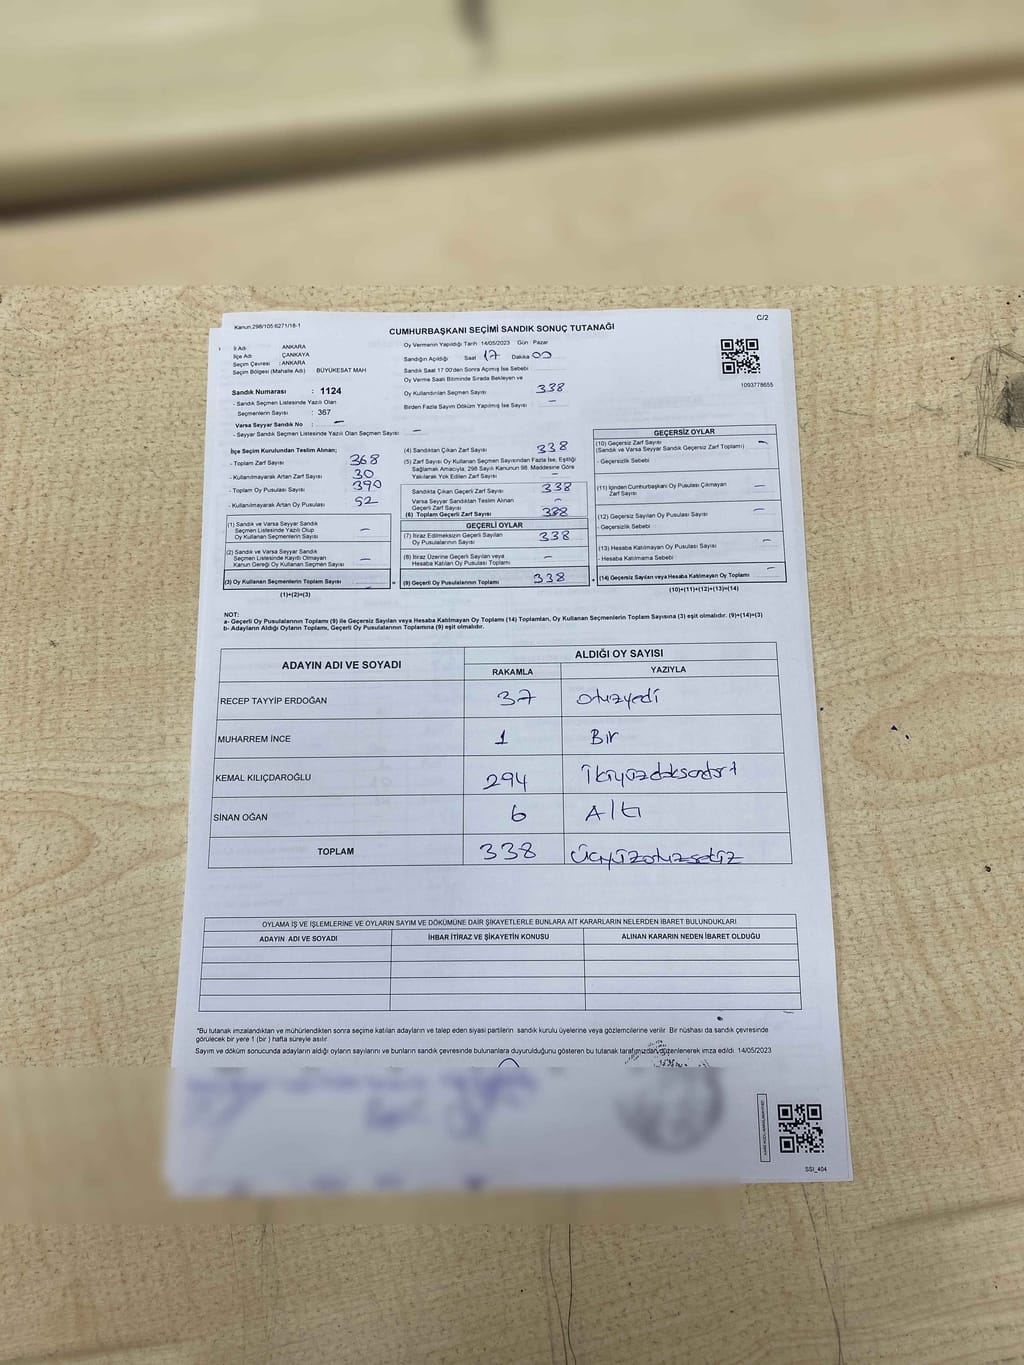 Kanun.298/105 6271/18-1
C/2
CUMHURBAŞKANI SEÇİMİ SANDIK SONUÇ TUTANAĞI
İl Adı : ANKARA
İlçe Adı : ÇANKAYA
Seçim Çevresi : ANKARA
Seçim Bölgesi (Mahalle Adı) : BÜYÜKESAT MAH
Sandık Numarası : 1124
- Sandık Seçmen Listesinde Yazılı Olan
Seçmenlerin Sayısı : 367
Varsa Seyyar Sandık No : -
- Seyyar Sandık Seçmen Listesinde Yazılı Olan Seçmen Sayısı -
Oy Vermenin Yapıldığı Tarih 14/05/2023 Gün : Pazar
Sandığın Açıldığı Saat 17 Dakika 00
Sandık Saat 17 00'den Sonra Açımış İse Sebebi
Oy Verme Saati Bitiminde Sırada Bekleyen ve
Oy Kullandırılan Seçmen Sayısı 338
Birden Fazla Sayım Döküm Yapılmış İse Sayısı -
1093778655
İlçe Seçim Kurulundan Teslim Alınan;
- Toplam Zarf Sayısı 368
- Kullanılmayarak Artan Zarf Sayısı 30
- Toplam Oy Pusulası Sayısı 390
- Kullanılmayarak Artan Oy Pusulası 52
(1) Sandık ve Varsa Seyyar Sandık
Seçmen Listesinde Yazılı Olup
Oy Kullanan Seçmenlerin Sayısı -
(2) Sandık ve Varsa Seyyar Sandık
Seçmen Listesinde Kayıtlı Olmayan
Kanun Gereği Oy Kullanan Seçmen Sayısı -
(3) Oy Kullanan Seçmenlerin Toplam Sayısı -
(1)+(2)=(3)
(4) Sandıktan Çıkan Zarf Sayısı 338
(5) Zarf Sayısı Oy Kullanan Seçmen Sayısından Fazla İse, Eşitliği
Sağlamak Amacıyla, 298 Sayılı Kanunun 98. Maddesine Göre
Yakılarak Yok Edilen Zarf Sayısı -
Sandıkta Çıkan Geçerli Zarf Sayısı 338
Varsa Seyyar Sandıktan Teslim Alınan
Geçerli Zarf Sayısı -
(6) Toplam Geçerli Zarf Sayısı 338
GEÇERLİ OYLAR
(7) İtiraz Edilmeksizin Geçerli Sayılan
Oy Pusulalarının Sayısı 338
(8) İtiraz Üzerine Geçerli Sayılan veya
Hesaba Katılan Oy Pusulası Toplamı -
(9) Geçerli Oy Pusulalarının Toplamı 338
GEÇERSİZ OYLAR
(10) Geçersiz Zarf Sayısı
(Sandık ve Varsa Seyyar Sandık Geçersiz Zarf Toplamı) -
- Geçersizlik Sebebi
(11) İçinden Cumhurbaşkanı Oy Pusulası Çıkmayan
Zarf Sayısı -
(12) Geçersiz Sayılan Oy Pusulası Sayısı -
-Geçersizlik Sebebi
(13) Hesaba Katılmayan Oy Pusulası Sayısı -
- Hesaba Katılmama Sebebi
(14) Geçersiz Sayılan veya Hesaba Katılmayan Oy Toplamı -
(10)+(11)+(12)+(13)=(14)
NOT:
a- Geçerli Oy Pusulalarının Toplamı (9) ile Geçersiz Sayılan veya Hesaba Katılmayan Oy Toplamı (14) Toplamları, Oy Kullanan Seçmenlerin Toplam Sayısına (3) eşit olmalıdır. (9)+(14)=(3)
b- Adayların Aldığı Oyların Toplamı, Geçerli Oy Pusulalarının Toplamına (9) eşit olmalıdır.
ADAYIN ADI VE SOYADI ALDIĞI OY SAYISI
RAKAMLA YAZIYLA
RECEP TAYYİP ERDOĞAN 37 otuzyedi
MUHARREM İNCE 1 Bir
KEMAL KILIÇDAROĞLU 294 ikiyüzdoksandört
SİNAN OĞAN 6 Altı
TOPLAM 338 üçyüzotuzsekiz
OYLAMA İŞ VE İŞLEMLERİNE VE OYLARIN SAYIM VE DÖKÜMÜNE DAİR ŞİKAYETLERLE BUNLARA AİT KARARLARIN NELERDEN İBARET BULUNDUKLARI
ADAYIN ADI VE SOYADI İHBAR İTİRAZ VE ŞİKAYETİN KONUSU ALINAN KARARIN NEDEN İBARET OLDUĞU
*Bu tutanak imzalandıktan ve mühürlendikten sonra seçime katılan adayların ve talep eden siyasi partilerin sandık kurulu üyelerine veya gözlemcilerine verilir. Bir nüshası da sandık çevresinde
görülecek bir yere 1 (bir) hafta süreyle asılır.
Sayım ve döküm sonucunda adayların aldığı oyların sayılarını ve bunların sandık çevresinde bulunanlara duyurulduğunu gösteren bu tutanak tarafımızdan düzenlenerek imza edildi. 14/05/2023
SSI_404